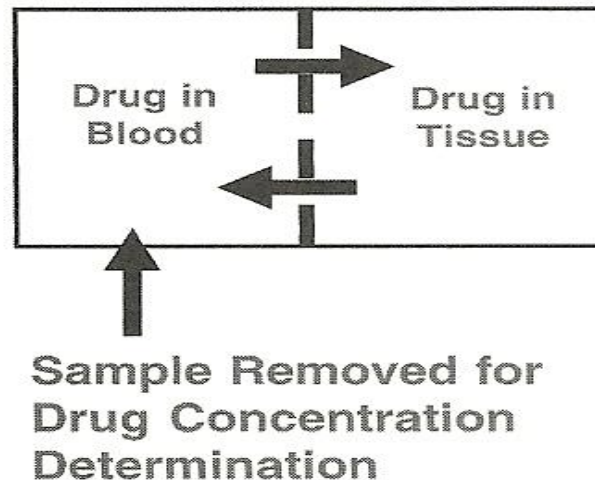 Drug in
Blood
Drug in
Tissue
Sample Removed for
Drug Concentration
Determination